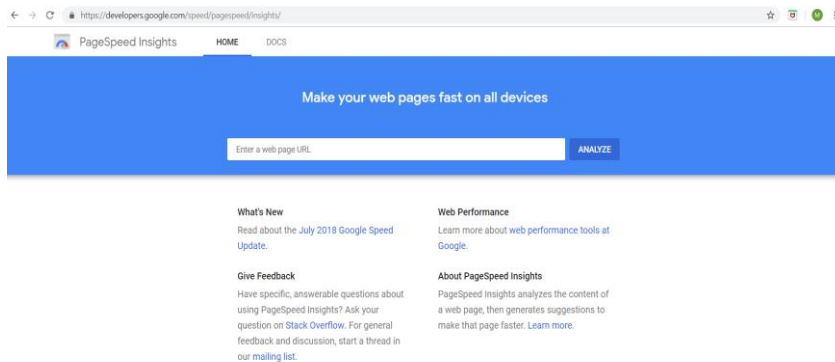 https://developers.google.com/speed/pagespeed/insights/
M
PageSpeed Insights
HOME
DOCS
Make your web pages fast on all devices
Enter a web page URL
ANALYZE
What's New
Read about the July 2018 Google Speed
Update.
Web Performance
Learn more about web performance tools at
Google.
Give Feedback
Have specific, answerable questions about
using PageSpeed Insights? Ask your
question on Stack Overflow. For general
feedback and discussion, start a thread in
our mailing list.
About PageSpeed Insights
PageSpeed Insights analyzes the content of
a web page, then generates suggestions to
make that page faster. Learn more.